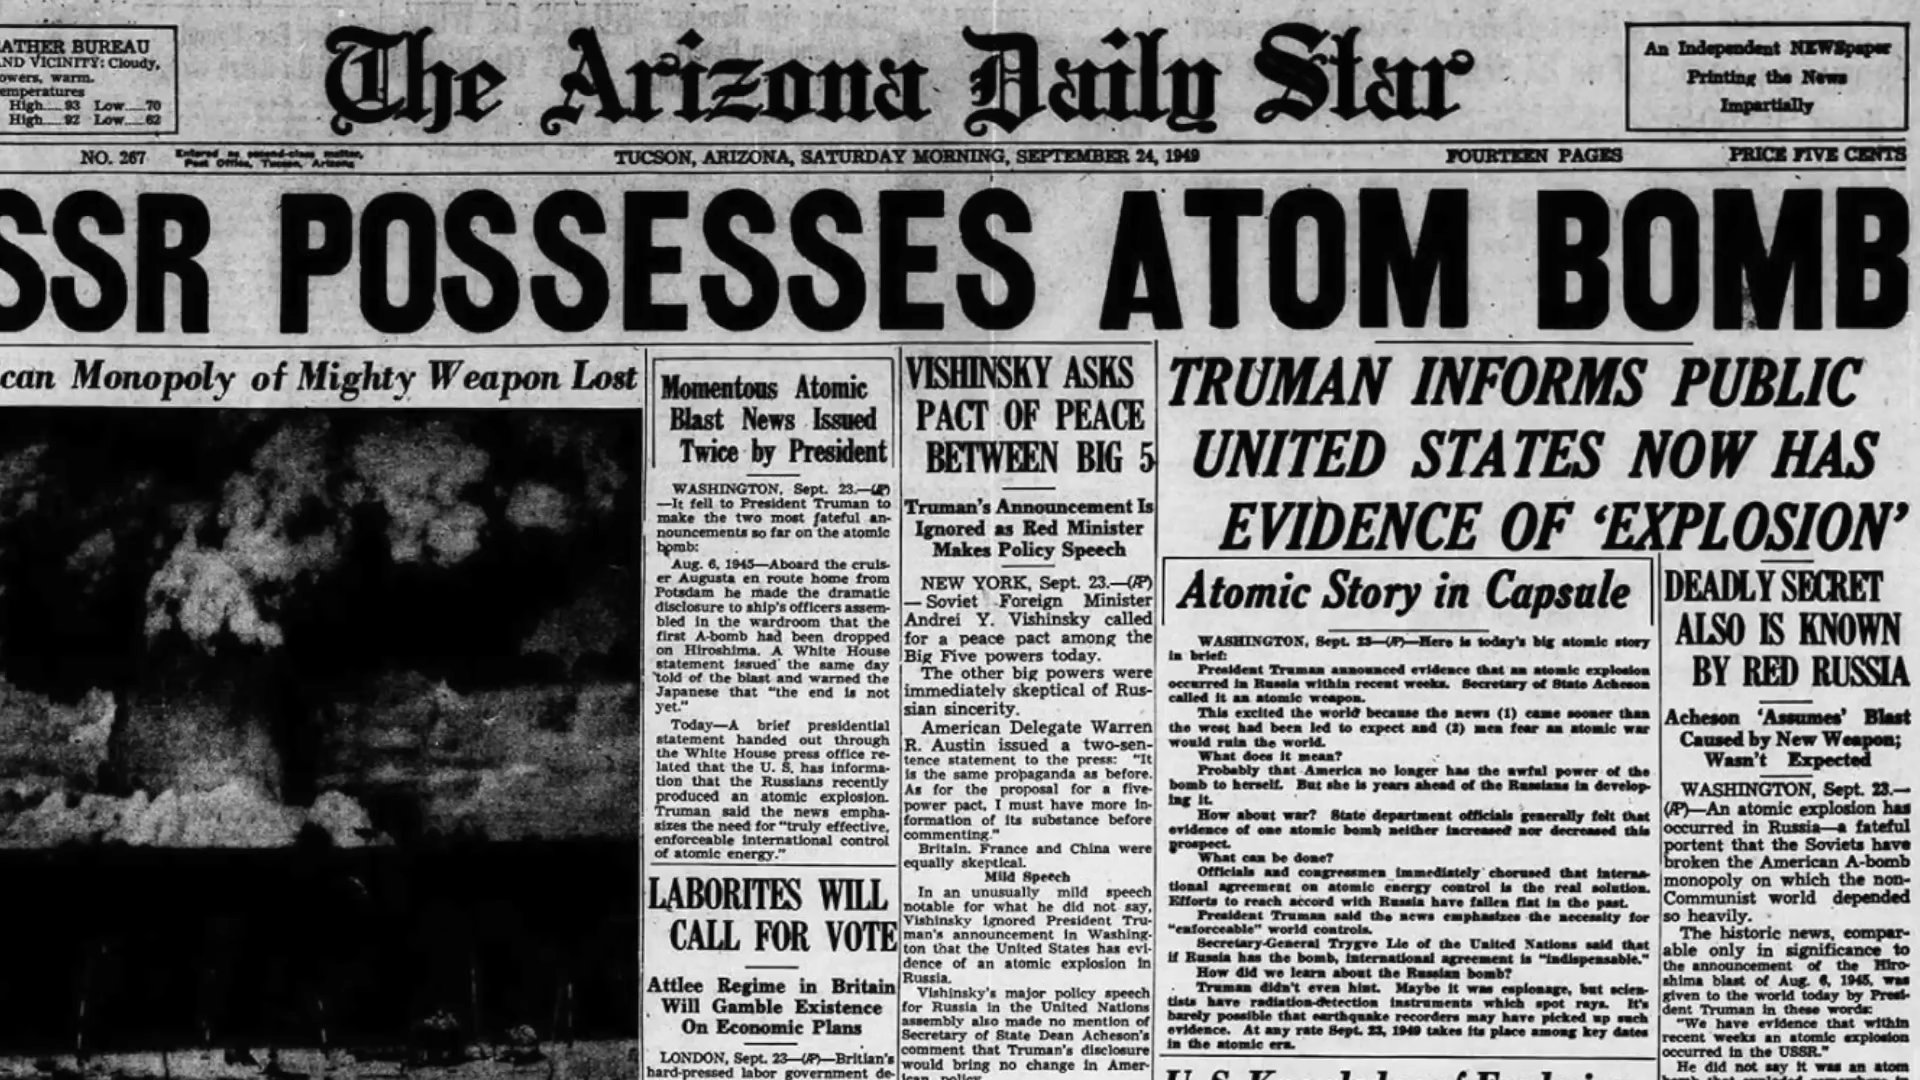 ATHER BUREAU
ND VICINITY: Cloudy,
owers, warm.
emperatures
High....93 Low....70
High....92 Low....62
The Arizona Daily Star
An Independent NEWSpaper
Printing the News
Impartially
NO. 267
Entered as second-class matter,
Post Office, Tucson, Arizona
TUCSON, ARIZONA, SATURDAY MORNING, SEPTEMBER 24, 1949
FOURTEEN PAGES
PRICE FIVE CENTS
SSR POSSESSES ATOM BOMB
can Monopoly of Mighty Weapon Lost
Momentous Atomic
Blast News Issued
Twice by President
WASHINGTON, Sept. 23.—(AP)
—It fell to President Truman to
make the two most fateful an-
nouncements so far on the atomic
bomb:
Aug. 6, 1945—Aboard the cruis-
er Augusta en route home from
Potsdam he made the dramatic
disclosure to ship's officers assem-
bled in the wardroom that the
first A-bomb had been dropped
on Hiroshima. A White House
statement issued the same day
told of the blast and warned the
Japanese that "the end is not
yet."
Today—A brief presidential
statement handed out through
the White House press office re-
lated that the U. S. has informa-
tion that the Russians recently
produced an atomic explosion.
Truman said the news empha-
sizes the need for "truly effective,
enforceable international control
of atomic energy."
LABORITES WILL
CALL FOR VOTE
Attlee Regime in Britain
Will Gamble Existence
On Economic Plans
LONDON, Sept. 23—(AP)—Britian's
hard-pressed labor government de-
VISHINSKY ASKS
PACT OF PEACE
BETWEEN BIG 5
Truman's Announcement Is
Ignored as Red Minister
Makes Policy Speech
NEW YORK, Sept. 23.—(AP)
— Soviet Foreign Minister
Andrei Y. Vishinsky called
for a peace pact among the
Big Five powers today.
The other big powers were
immediately skeptical of Rus-
sian sincerity.
American Delegate Warren
R. Austin issued a two-sen-
tence statement to the press: "It
is the same propaganda as before.
As for the proposal for a five-
power pact, I must have more in-
formation of its substance before
commenting."
Britain, France and China were
equally skeptical.
Mild Speech
In an unusually mild speech
notable for what he did not say,
Vishinsky ignored President Tru-
man's announcement in Washing-
ton that the United States has evi-
dence of an atomic explosion in
Russia.
Vishinsky's major policy speech
for Russia in the United Nations
assembly also made no mention of
Secretary of State Dean Acheson's
comment that Truman's disclosure
would bring no change in Amer-
ican policy.
TRUMAN INFORMS PUBLIC
UNITED STATES NOW HAS
EVIDENCE OF 'EXPLOSION'
Atomic Story in Capsule
WASHINGTON, Sept. 23—(AP)—Here is today's big atomic story
in brief:
President Truman announced evidence that an atomic explosion
occurred in Russia within recent weeks. Secretary of State Acheson
called it an atomic weapon.
This excited the world because the news (1) came sooner than
the west had been led to expect and (2) men fear an atomic war
would ruin the world.
What does it mean?
Probably that America no longer has the awful power of the
bomb to herself. But she is years ahead of the Russians in develop-
ing it.
How about war? State department officials generally felt that
evidence of one atomic bomb neither increased nor decreased this
prospect.
What can be done?
Officials and congressmen immediately chorused that interna-
tional agreement on atomic energy control is the real solution.
Efforts to reach accord with Russia have fallen flat in the past.
President Truman said the news emphasizes the necessity for
"enforceable" world controls.
Secretary-General Trygve Lie of the United Nations said that
if Russia has the bomb, international agreement is "indispensable."
How did we learn about the Russian bomb?
Truman didn't even hint. Maybe it was espionage, but scien-
tists have radiation-detection instruments which spot rays. It's
barely possible that earthquake recorders may have picked up such
evidence. At any rate Sept. 23, 1949 takes its place among key dates
in the atomic era.
DEADLY SECRET
ALSO IS KNOWN
BY RED RUSSIA
Acheson 'Assumes' Blast
Caused by New Weapon;
Wasn't Expected
WASHINGTON, Sept. 23.—
(AP)—An atomic explosion has
occurred in Russia—a fateful
portent that the Soviets have
broken the American A-bomb
monopoly on which the non-
Communist world depended
so heavily.
The historic news, compar-
able only in significance to
the announcement of the Hiro-
shima blast of Aug. 6, 1945, was
given to the world today by Presi-
dent Truman in these words:
"We have evidence that within
recent weeks an atomic explosion
occurred in the USSR."
He did not say it was an atom